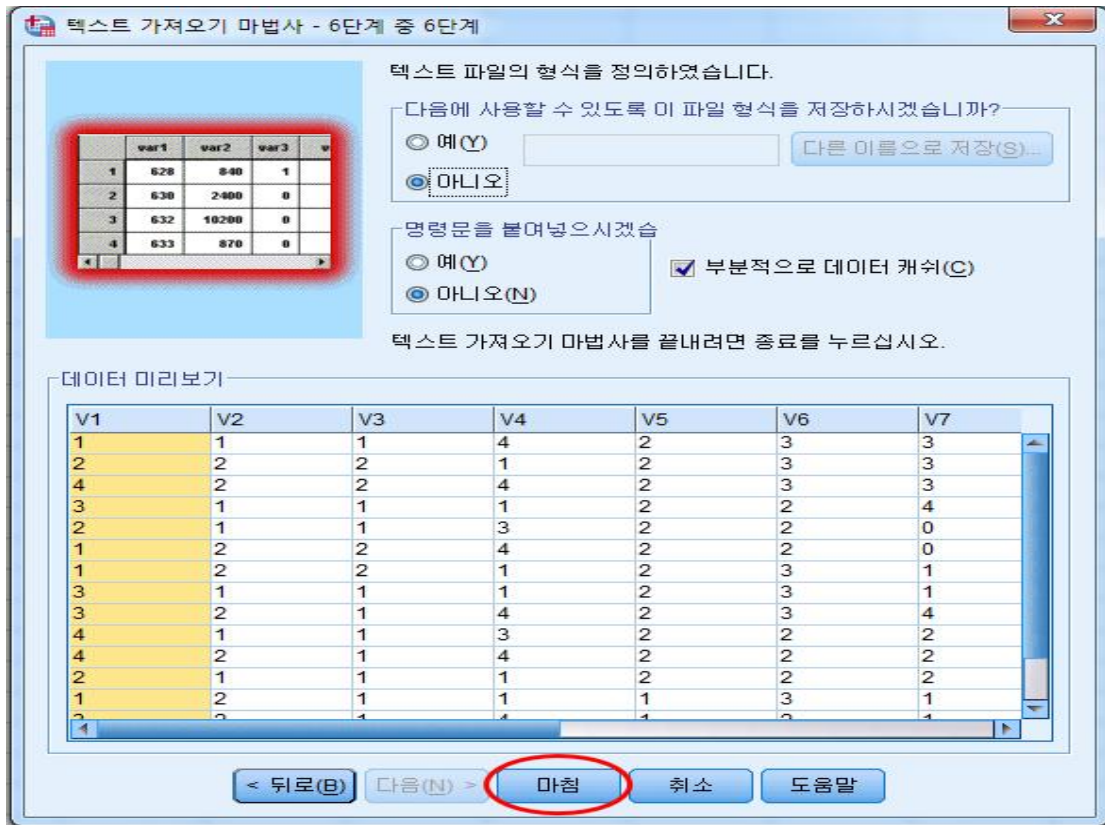 텍스트 가져오기 마법사 - 6단계 중 6단계
텍스트 파일의 형식을 정의하였습니다.
다음에 사용할 수 있도록 이 파일 형식을 저장하시겠습니까?
예(Y)
다른 이름으로 저장(S)...
아니오
명령문을 붙여넣으시겠습
예(Y)
부분적으로 데이터 캐쉬(C)
아니오(N)
텍스트 가져오기 마법사를 끝내려면 종료를 누르십시오.
var1 var2 var3 v
1 628 840 1
2 630 2400 0
3 632 10200 0
4 633 870 0
데이터 미리보기
V1 V2 V3 V4 V5 V6 V7
1 1 1 4 2 3 3
2 2 2 1 2 3 3
4 2 2 4 2 3 3
3 1 1 1 2 2 4
2 1 1 3 2 2 0
1 2 2 4 2 2 0
1 2 2 1 2 3 1
3 1 1 1 2 3 1
3 2 1 4 2 3 4
4 1 1 3 2 2 2
4 2 1 4 2 2 2
2 1 1 1 2 2 2
1 2 1 1 1 3 1
< 뒤로(B) 다음(N) > 마침 취소 도움말